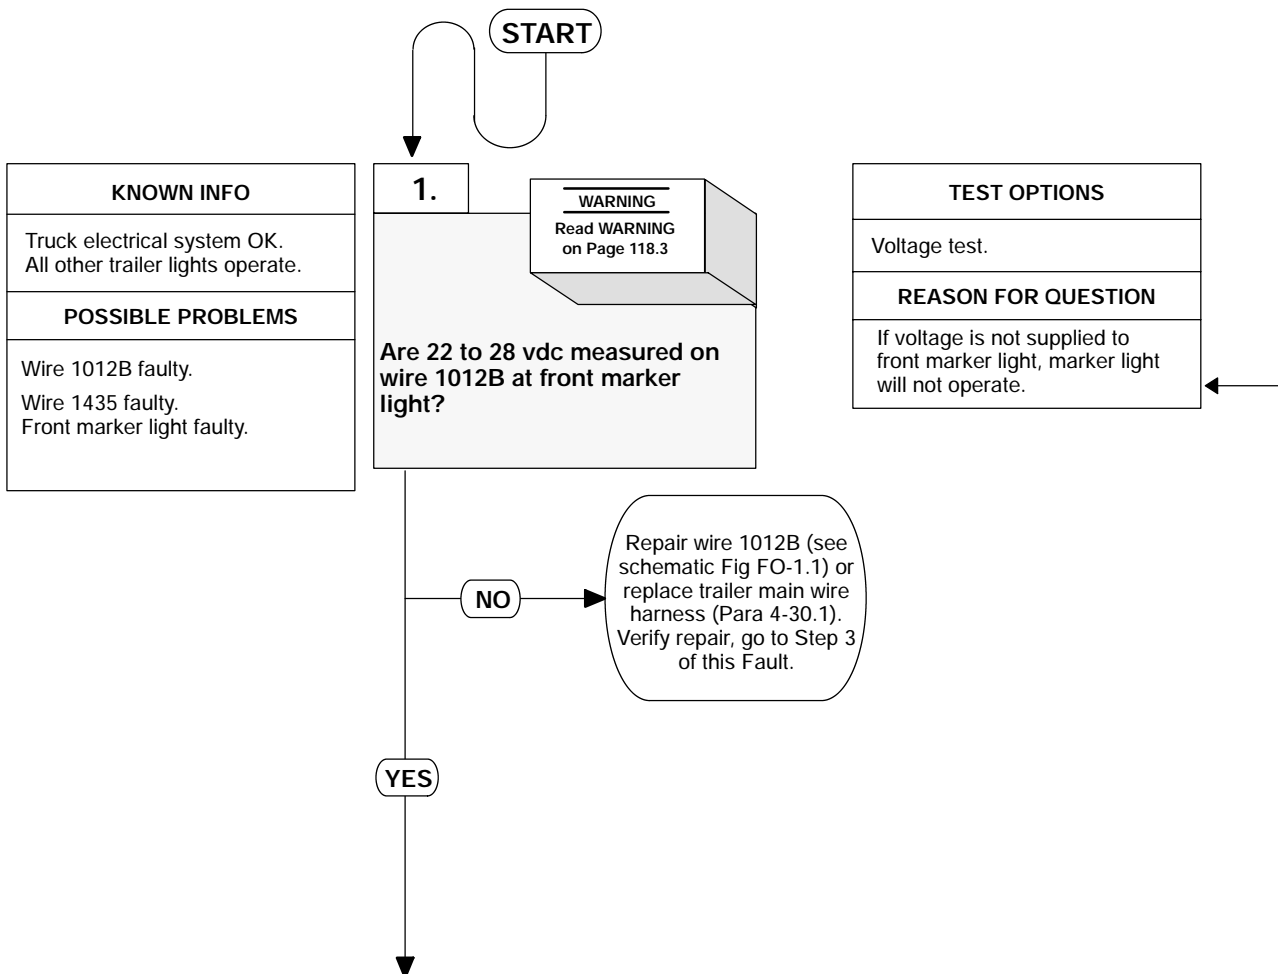 START
KNOWN INFO
Truck electrical system OK.
All other trailer lights operate.
POSSIBLE PROBLEMS
Wire 1012B faulty.
Wire 1435 faulty.
Front marker light faulty.
1.
WARNING
Read WARNING
on Page 118.3
Are 22 to 28 vdc measured on
wire 1012B at front marker
light?
TEST OPTIONS
Voltage test.
REASON FOR QUESTION
If voltage is not supplied to
front marker light, marker light
will not operate.
NO
Repair wire 1012B (see
schematic Fig FO-1.1) or
replace trailer main wire
harness (Para 4-30.1).
Verify repair, go to Step 3
of this Fault.
YES